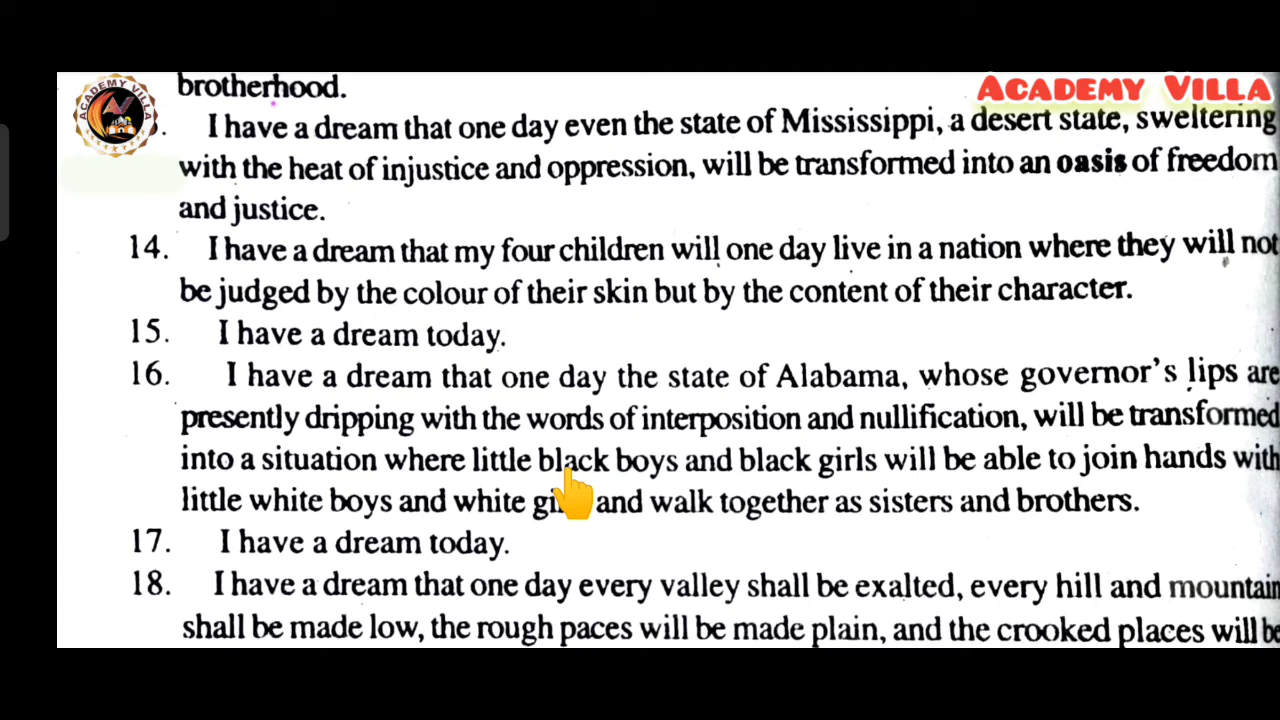 brotherhood.
ACADEMY VILLA
ACADEMY VILLA
. I have a dream that one day even the state of Mississippi, a desert state, sweltering
with the heat of injustice and oppression, will be transformed into an oasis of freedom
and justice.
14. I have a dream that my four children will one day live in a nation where they will not
be judged by the colour of their skin but by the content of their character.
15. I have a dream today.
16. I have a dream that one day the state of Alabama, whose governor's lips are
presently dripping with the words of interposition and nullification, will be transformed
into a situation where little black boys and black girls will be able to join hands with
little white boys and white and walk together as sisters and brothers.
17. I have a dream today.
18. I have a dream that one day every valley shall be exalted, every hill and mountain
shall be made low, the rough paces will be made plain, and the crooked places will be